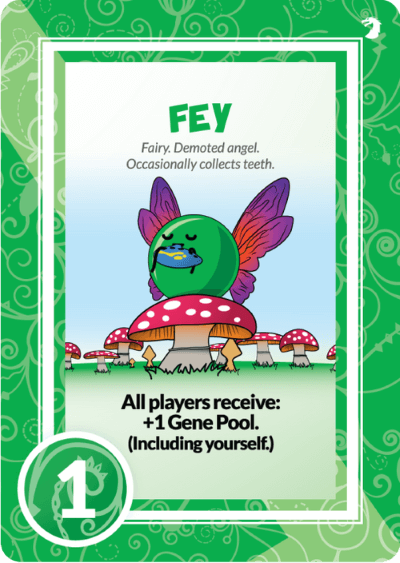 FEY
Fairy. Demoted angel.
Occasionally collects teeth.
All players receive:
+1 Gene Pool.
(Including yourself.)
1